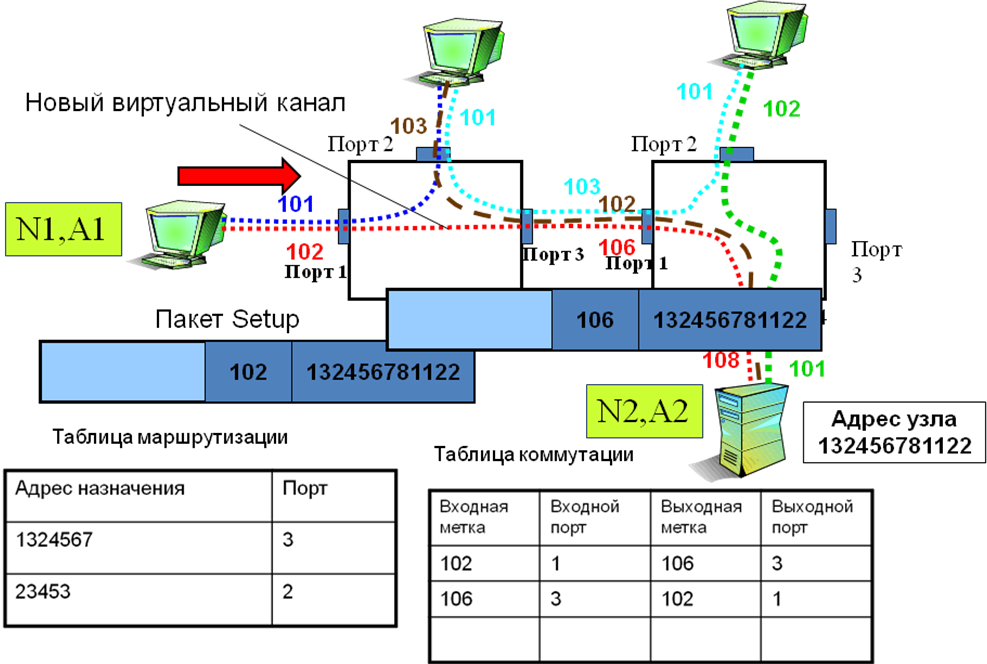 Новый виртуальный канал
103
101
101
102
Порт 2
Порт 2
N1,A1
101
103
102
102
Порт 1
Порт 3
106
Порт 1
Порт
3
Пакет Setup
106
132456781122
4
102
132456781122
108
101
N2,A2
Адрес узла
132456781122
Таблица маршрутизации
Адрес назначения Порт
1324567 3
23453 2
Таблица коммутации
Входная метка Входной порт Выходная метка Выходной порт
102 1 106 3
106 3 102 1